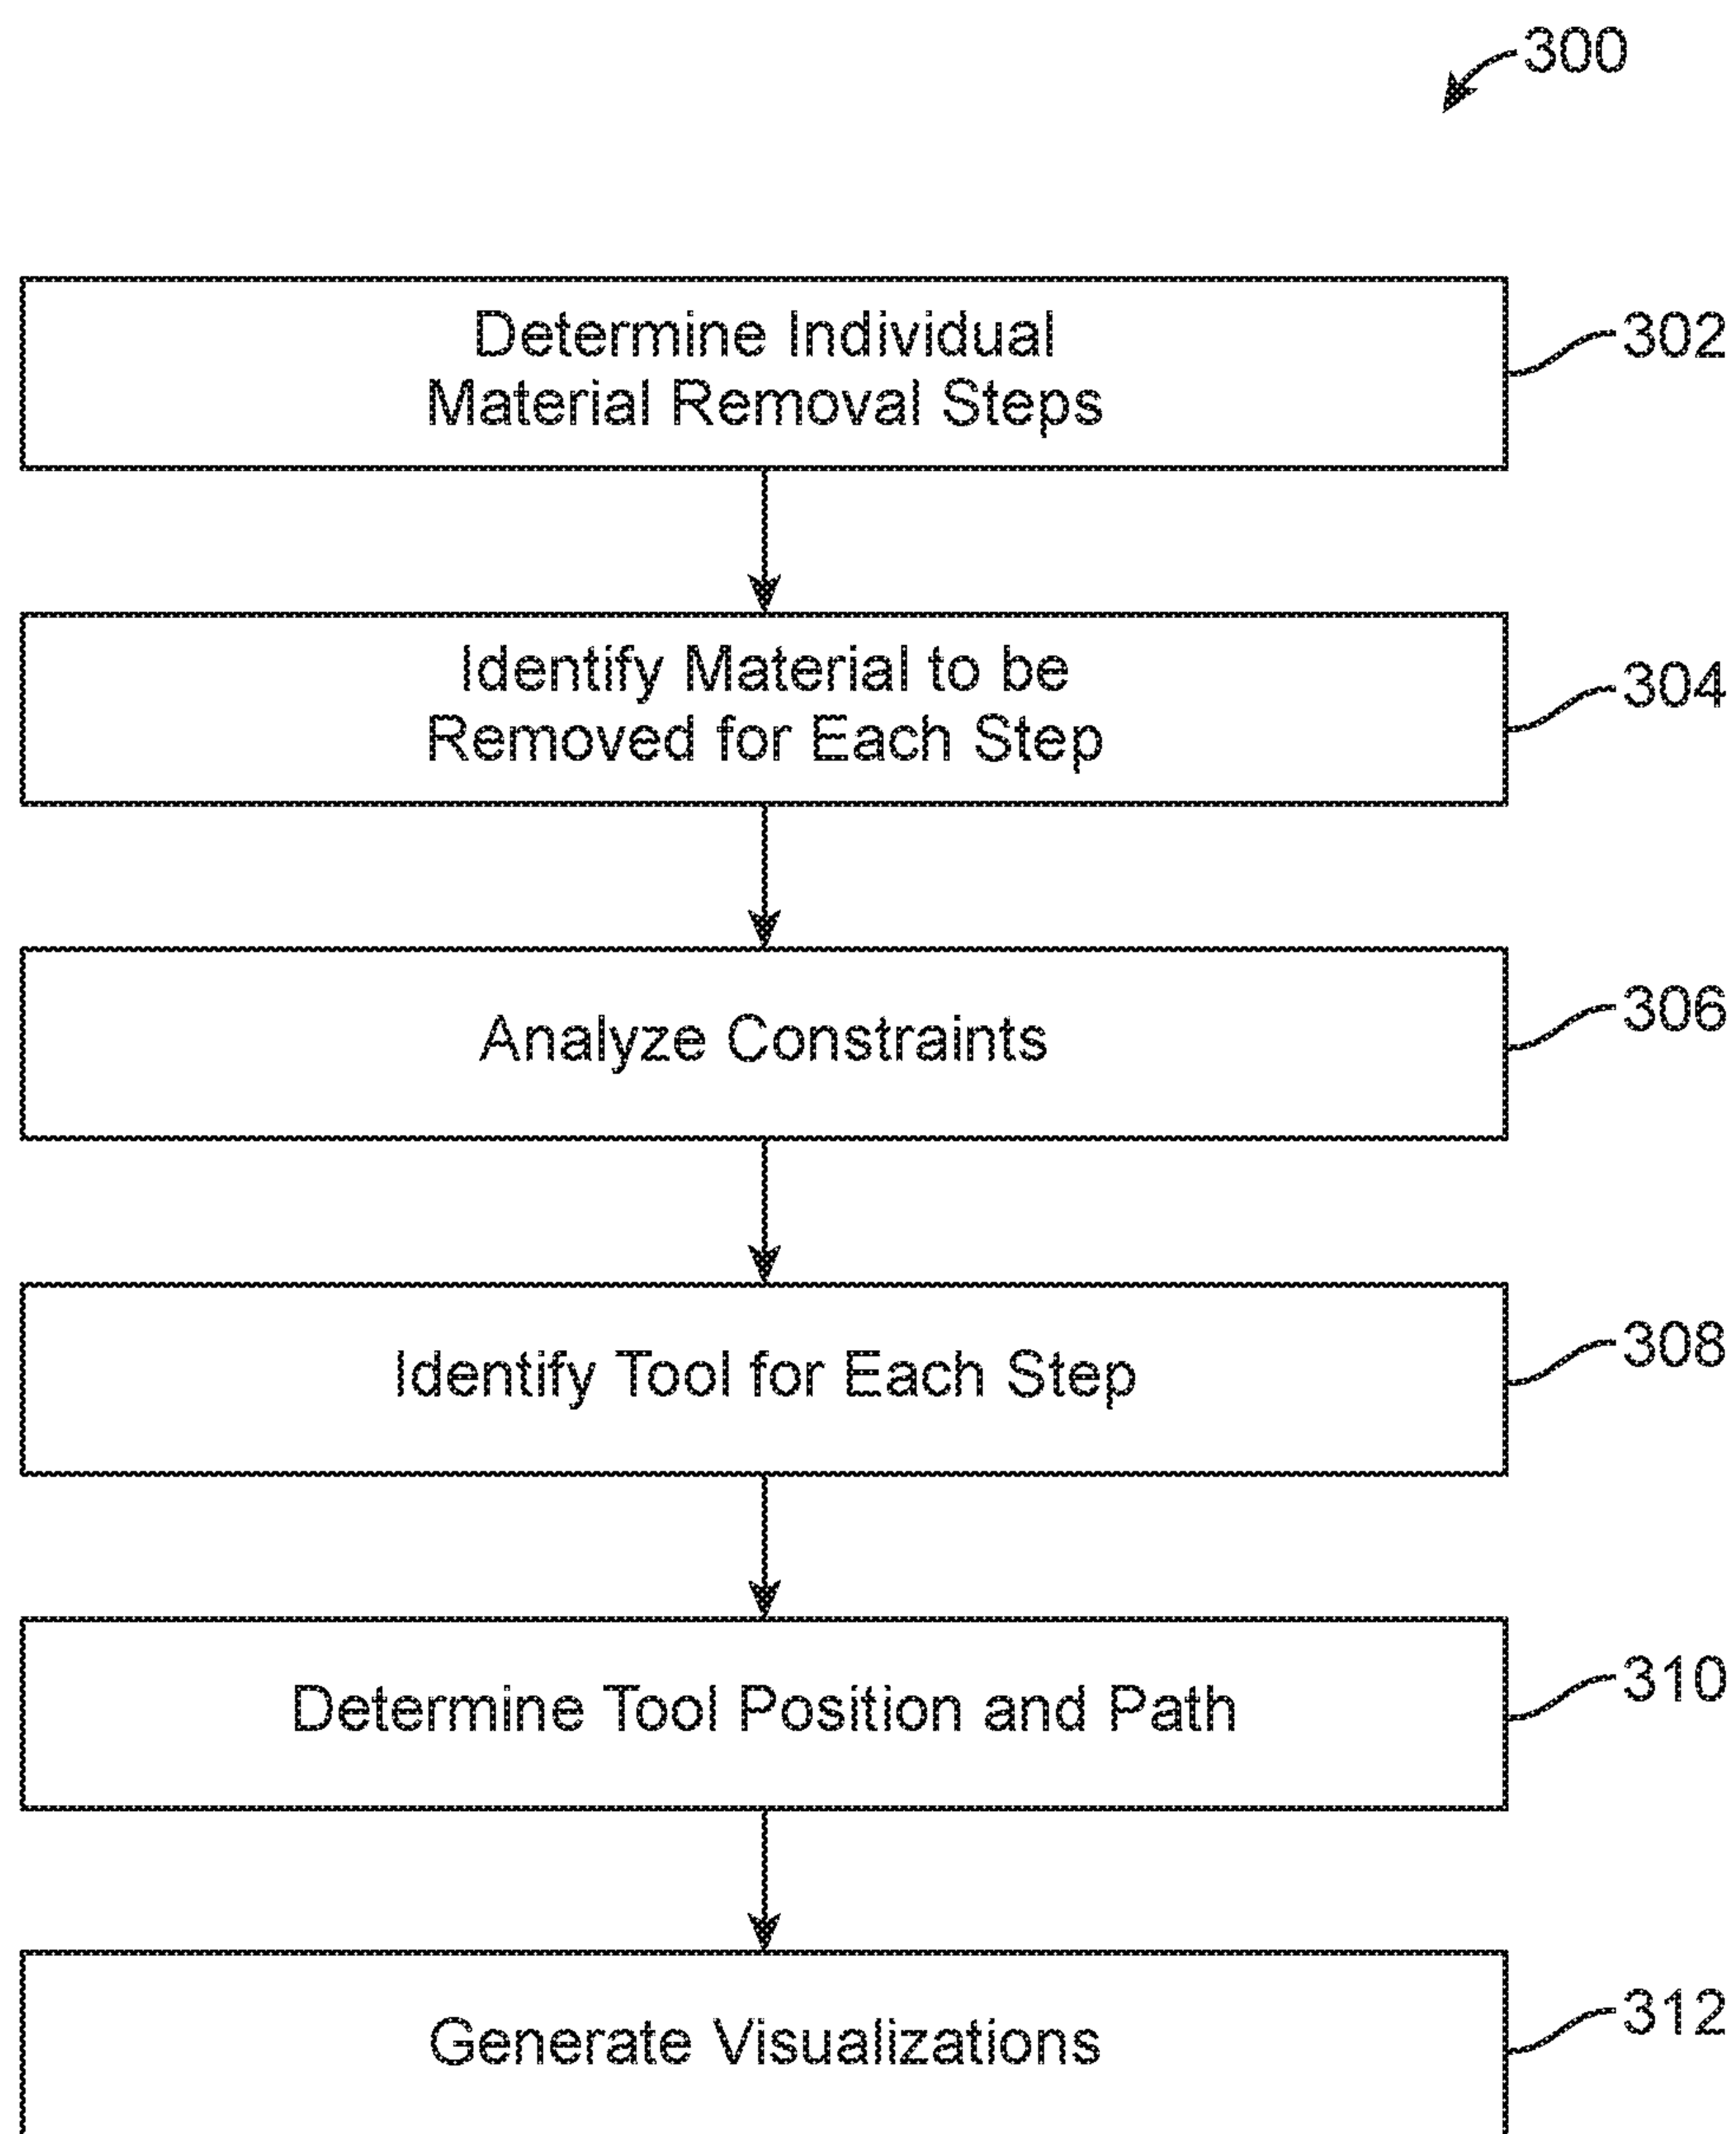 300
Determine Individual
Material Removal Steps
302
Identify Material to be
Removed for Each Step
304
Analyze Constraints
306
Identify Tool for Each Step
308
Determine Tool Position and Path
310
Generate Visualizations
312